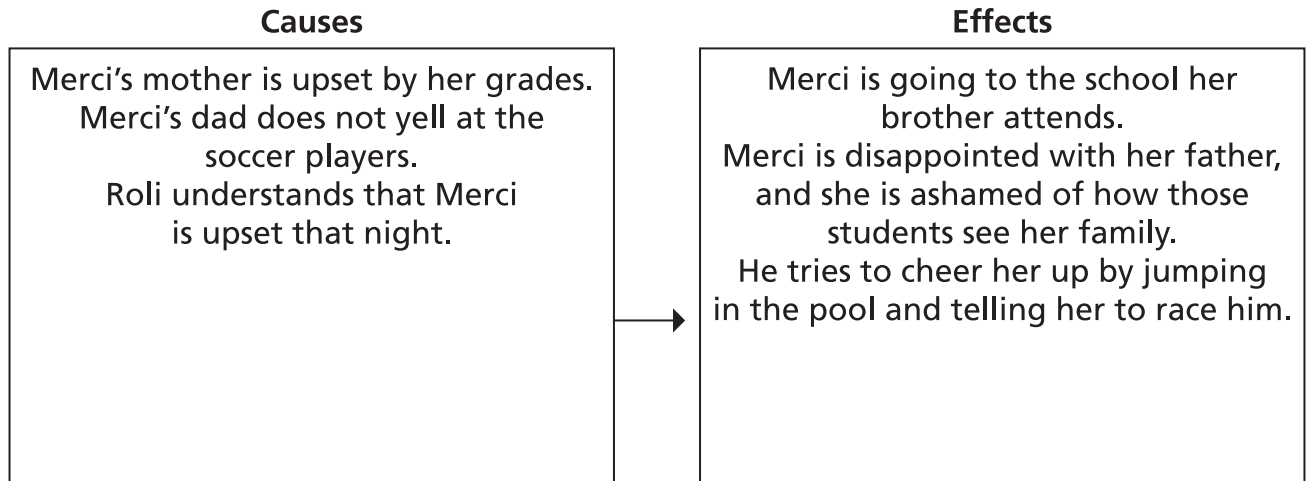 Causes
Merci’s mother is upset by her grades.
Merci’s dad does not yell at the
soccer players.
Roli understands that Merci
is upset that night.
Effects
Merci is going to the school her
brother attends.
Merci is disappointed with her father,
and she is ashamed of how those
students see her family.
He tries to cheer her up by jumping
in the pool and telling her to race him.